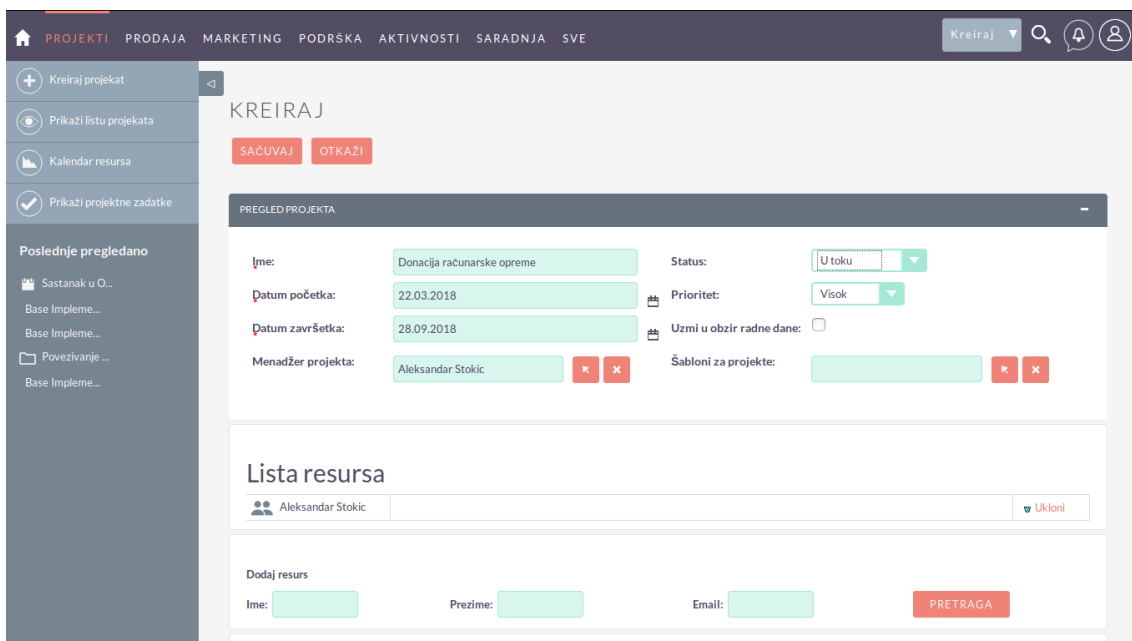 PROJEKTI PRODAJA MARKETING PODRŠKA AKTIVNOSTI SARADNJA SVE Kreiraj
Kreiraj projekat
Prikaži listu projekata
Kalendar resursa
Prikaži projektne zadatke
Poslednje pregledano
Sastanak u O...
Base Impleme...
Base Impleme...
Povezivanje ...
Base Impleme...
KREIRAJ
SAČUVAJ OTKAŽI
PREGLED PROJEKTA
Ime: Donacija računarske opreme Status: U toku
Datum početka: 22.03.2018 Prioritet: Visok
Datum završetka: 28.09.2018 Uzmi u obzir radne dane:
Menadžer projekta: Aleksandar Stokic Šabloni za projekte:
Lista resursa
Aleksandar Stokic Ukloni
Dodaj resurs
Ime: Prezime: Email: PRETRAGA